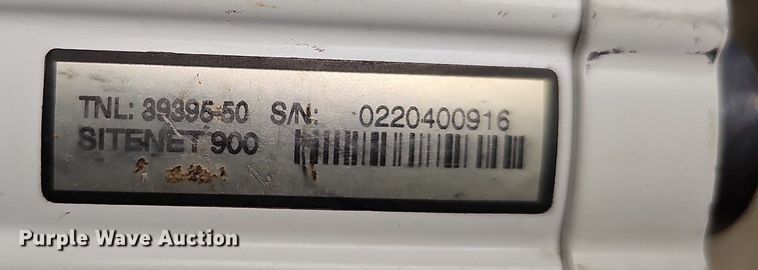 TNL: 39395-50 S/N: 0220400916
SITENET 900
Purple Wave Auction